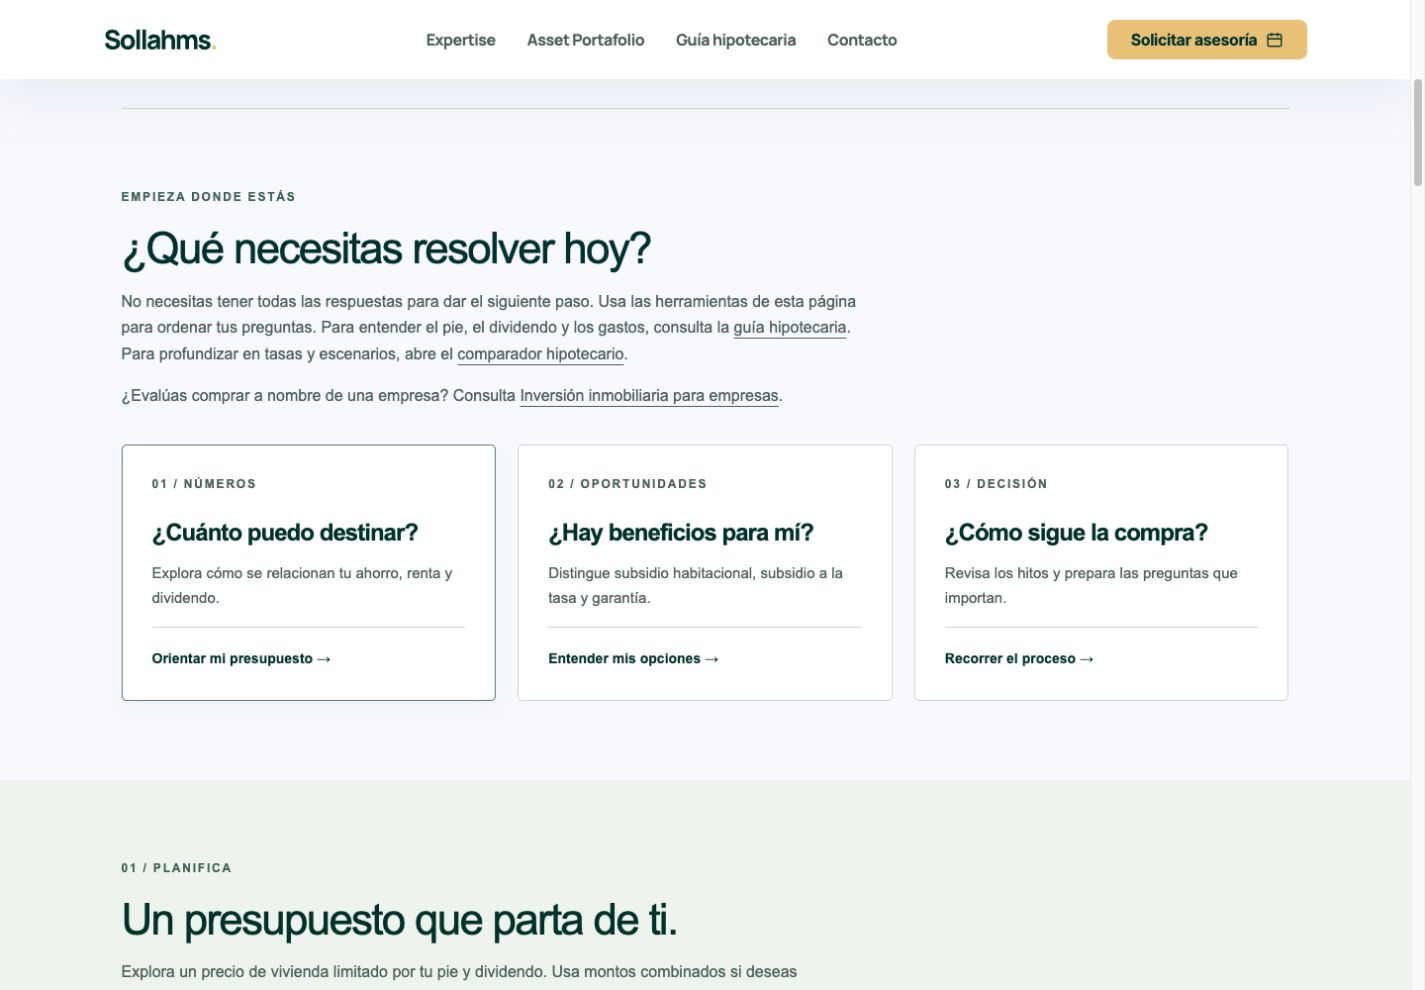 Sollahms.
Expertise
Asset Portafolio
Guía hipotecaria
Contacto
Solicitar asesoría
EMPIEZA DONDE ESTÁS
¿Qué necesitas resolver hoy?
No necesitas tener todas las respuestas para dar el siguiente paso. Usa las herramientas de esta página
para ordenar tus preguntas. Para entender el pie, el dividendo y los gastos, consulta la guía hipotecaria.
Para profundizar en tasas y escenarios, abre el comparador hipotecario.
¿Evalúas comprar a nombre de una empresa? Consulta Inversión inmobiliaria para empresas.
01 / NÚMEROS
¿Cuánto puedo destinar?
Explora cómo se relacionan tu ahorro, renta y
dividendo.
Orientar mi presupuesto →
02 / OPORTUNIDADES
¿Hay beneficios para mí?
Distingue subsidio habitacional, subsidio a la
tasa y garantía.
Entender mis opciones →
03 / DECISIÓN
¿Cómo sigue la compra?
Revisa los hitos y prepara las preguntas que
importan.
Recorrer el proceso →
01 / PLANIFICA
Un presupuesto que parta de ti.
Explora un precio de vivienda limitado por tu pie y dividendo. Usa montos combinados si deseas